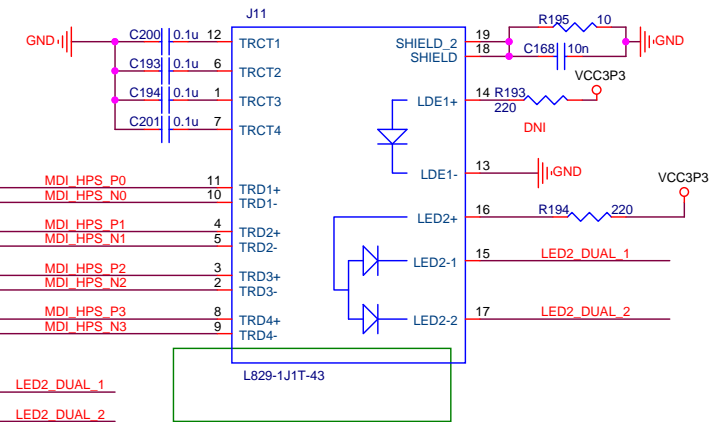 J11
GND
C200 0.1u 12 TRCT1
C193 0.1u 6 TRCT2
C194 0.1u 1 TRCT3
C201 0.1u 7 TRCT4
MDI_HPS_P0 11 TRD1+
MDI_HPS_N0 10 TRD1-
MDI_HPS_P1 4 TRD2+
MDI_HPS_N1 5 TRD2-
MDI_HPS_P2 3 TRD3+
MDI_HPS_N2 2 TRD3-
MDI_HPS_P3 8 TRD4+
MDI_HPS_N3 9 TRD4-
R195 10
SHIELD_2 19
SHIELD 18
C168 10n
GND
VCC3P3
LDE1+ 14 R193
220
DNI
LDE1- 13 GND
VCC3P3
LED2+ 16 R194 220
LED2-1 15 LED2_DUAL_1
LED2-2 17 LED2_DUAL_2
L829-1J1T-43
LED2_DUAL_1
LED2_DUAL_2